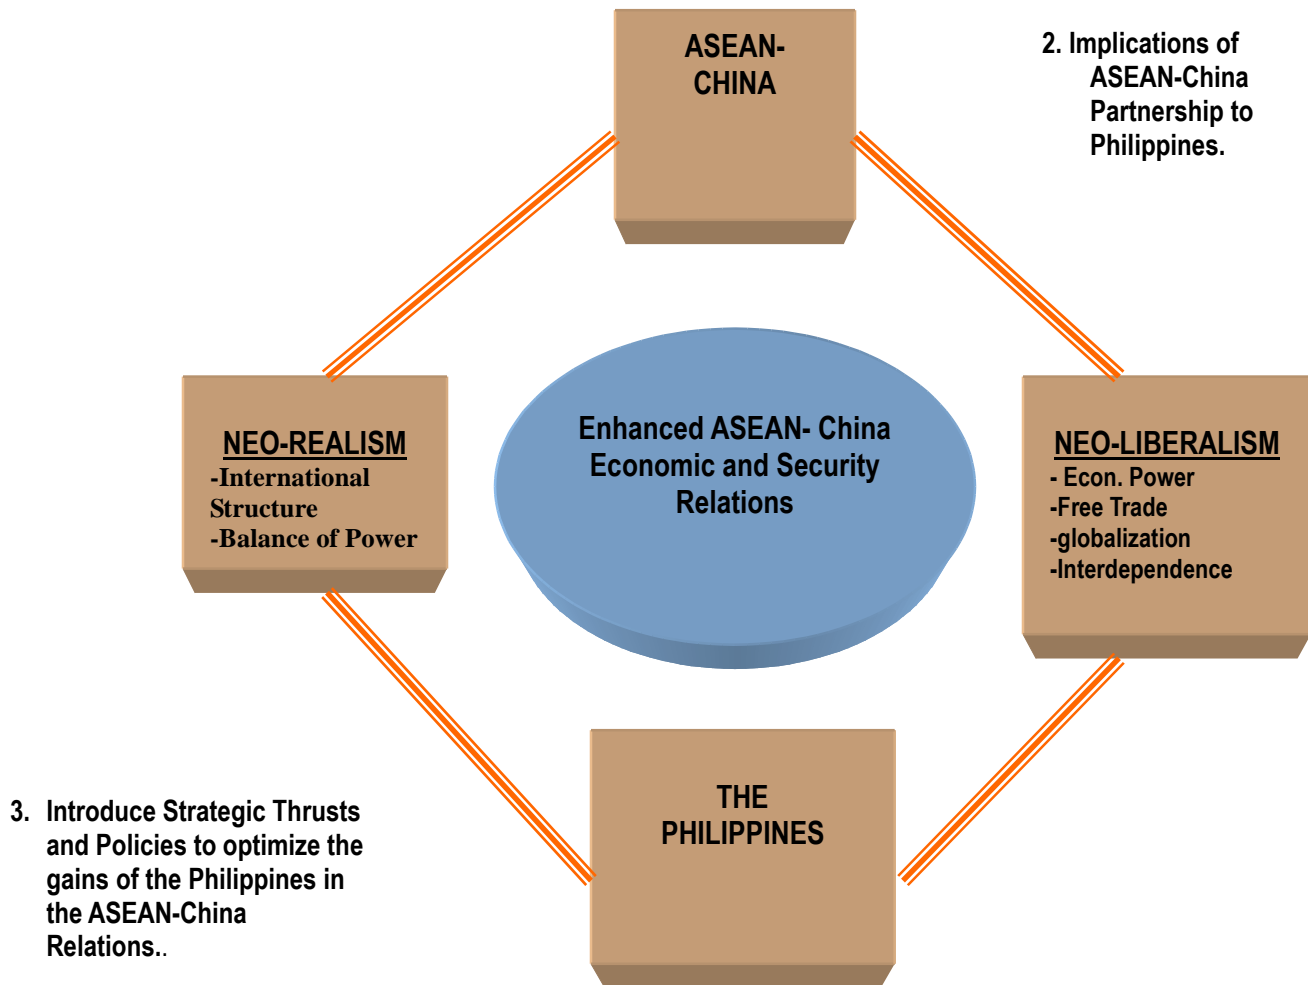 ASEAN-
CHINA
2. Implications of
ASEAN-China
Partnership to
Philippines.
NEO-REALISM
-International
Structure
-Balance of Power
Enhanced ASEAN- China
Economic and Security
Relations
NEO-LIBERALISM
- Econ. Power
-Free Trade
-globalization
-Interdependence
THE
PHILIPPINES
3. Introduce Strategic Thrusts
and Policies to optimize the
gains of the Philippines in
the ASEAN-China
Relations..